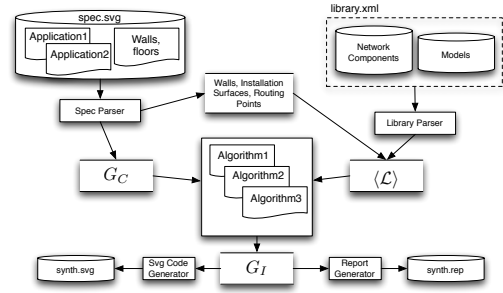 spec.svg
library.xml
Application1
Application2
Walls,
floors
Network
Components
Models
Spec Parser
Walls, Installation
Surfaces, Routing
Points
Library Parser
G_C
Algorithm1
Algorithm2
Algorithm3
⟨ℒ⟩
synth.svg
Svg Code
Generator
G_I
Report
Generator
synth.rep